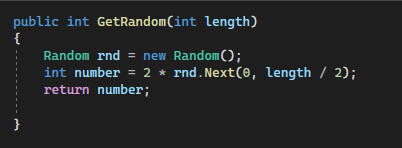 public int GetRandom(int length)
{
Random rnd = new Random();
int number = 2 * rnd.Next(0, length / 2);
return number;
}